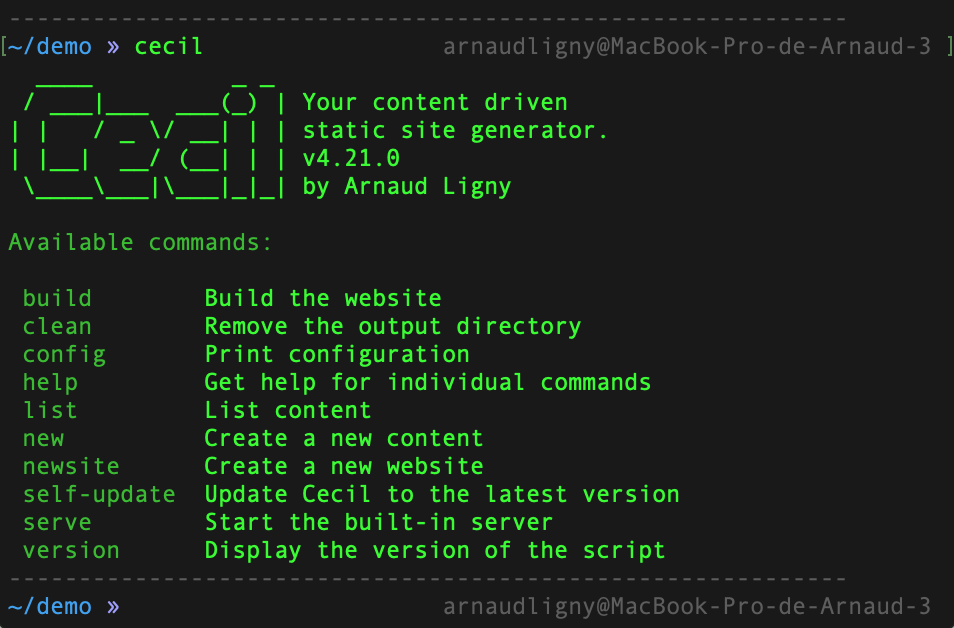 ------------------------------------------------------------
[~/demo » cecil                 arnaudligny@MacBook-Pro-de-Arnaud-3 ]
  ____          _ _
 / ___|___  ___(_) | Your content driven
| |   / _ \/ __| | | static site generator.
| |__|  __/ (__| | | v4.21.0
 \____\___|\___|_|_| by Arnaud Ligny
Available commands:
 build        Build the website
 clean        Remove the output directory
 config       Print configuration
 help         Get help for individual commands
 list         List content
 new          Create a new content
 newsite      Create a new website
 self-update  Update Cecil to the latest version
 serve        Start the built-in server
 version      Display the version of the script
------------------------------------------------------------
~/demo »                        arnaudligny@MacBook-Pro-de-Arnaud-3